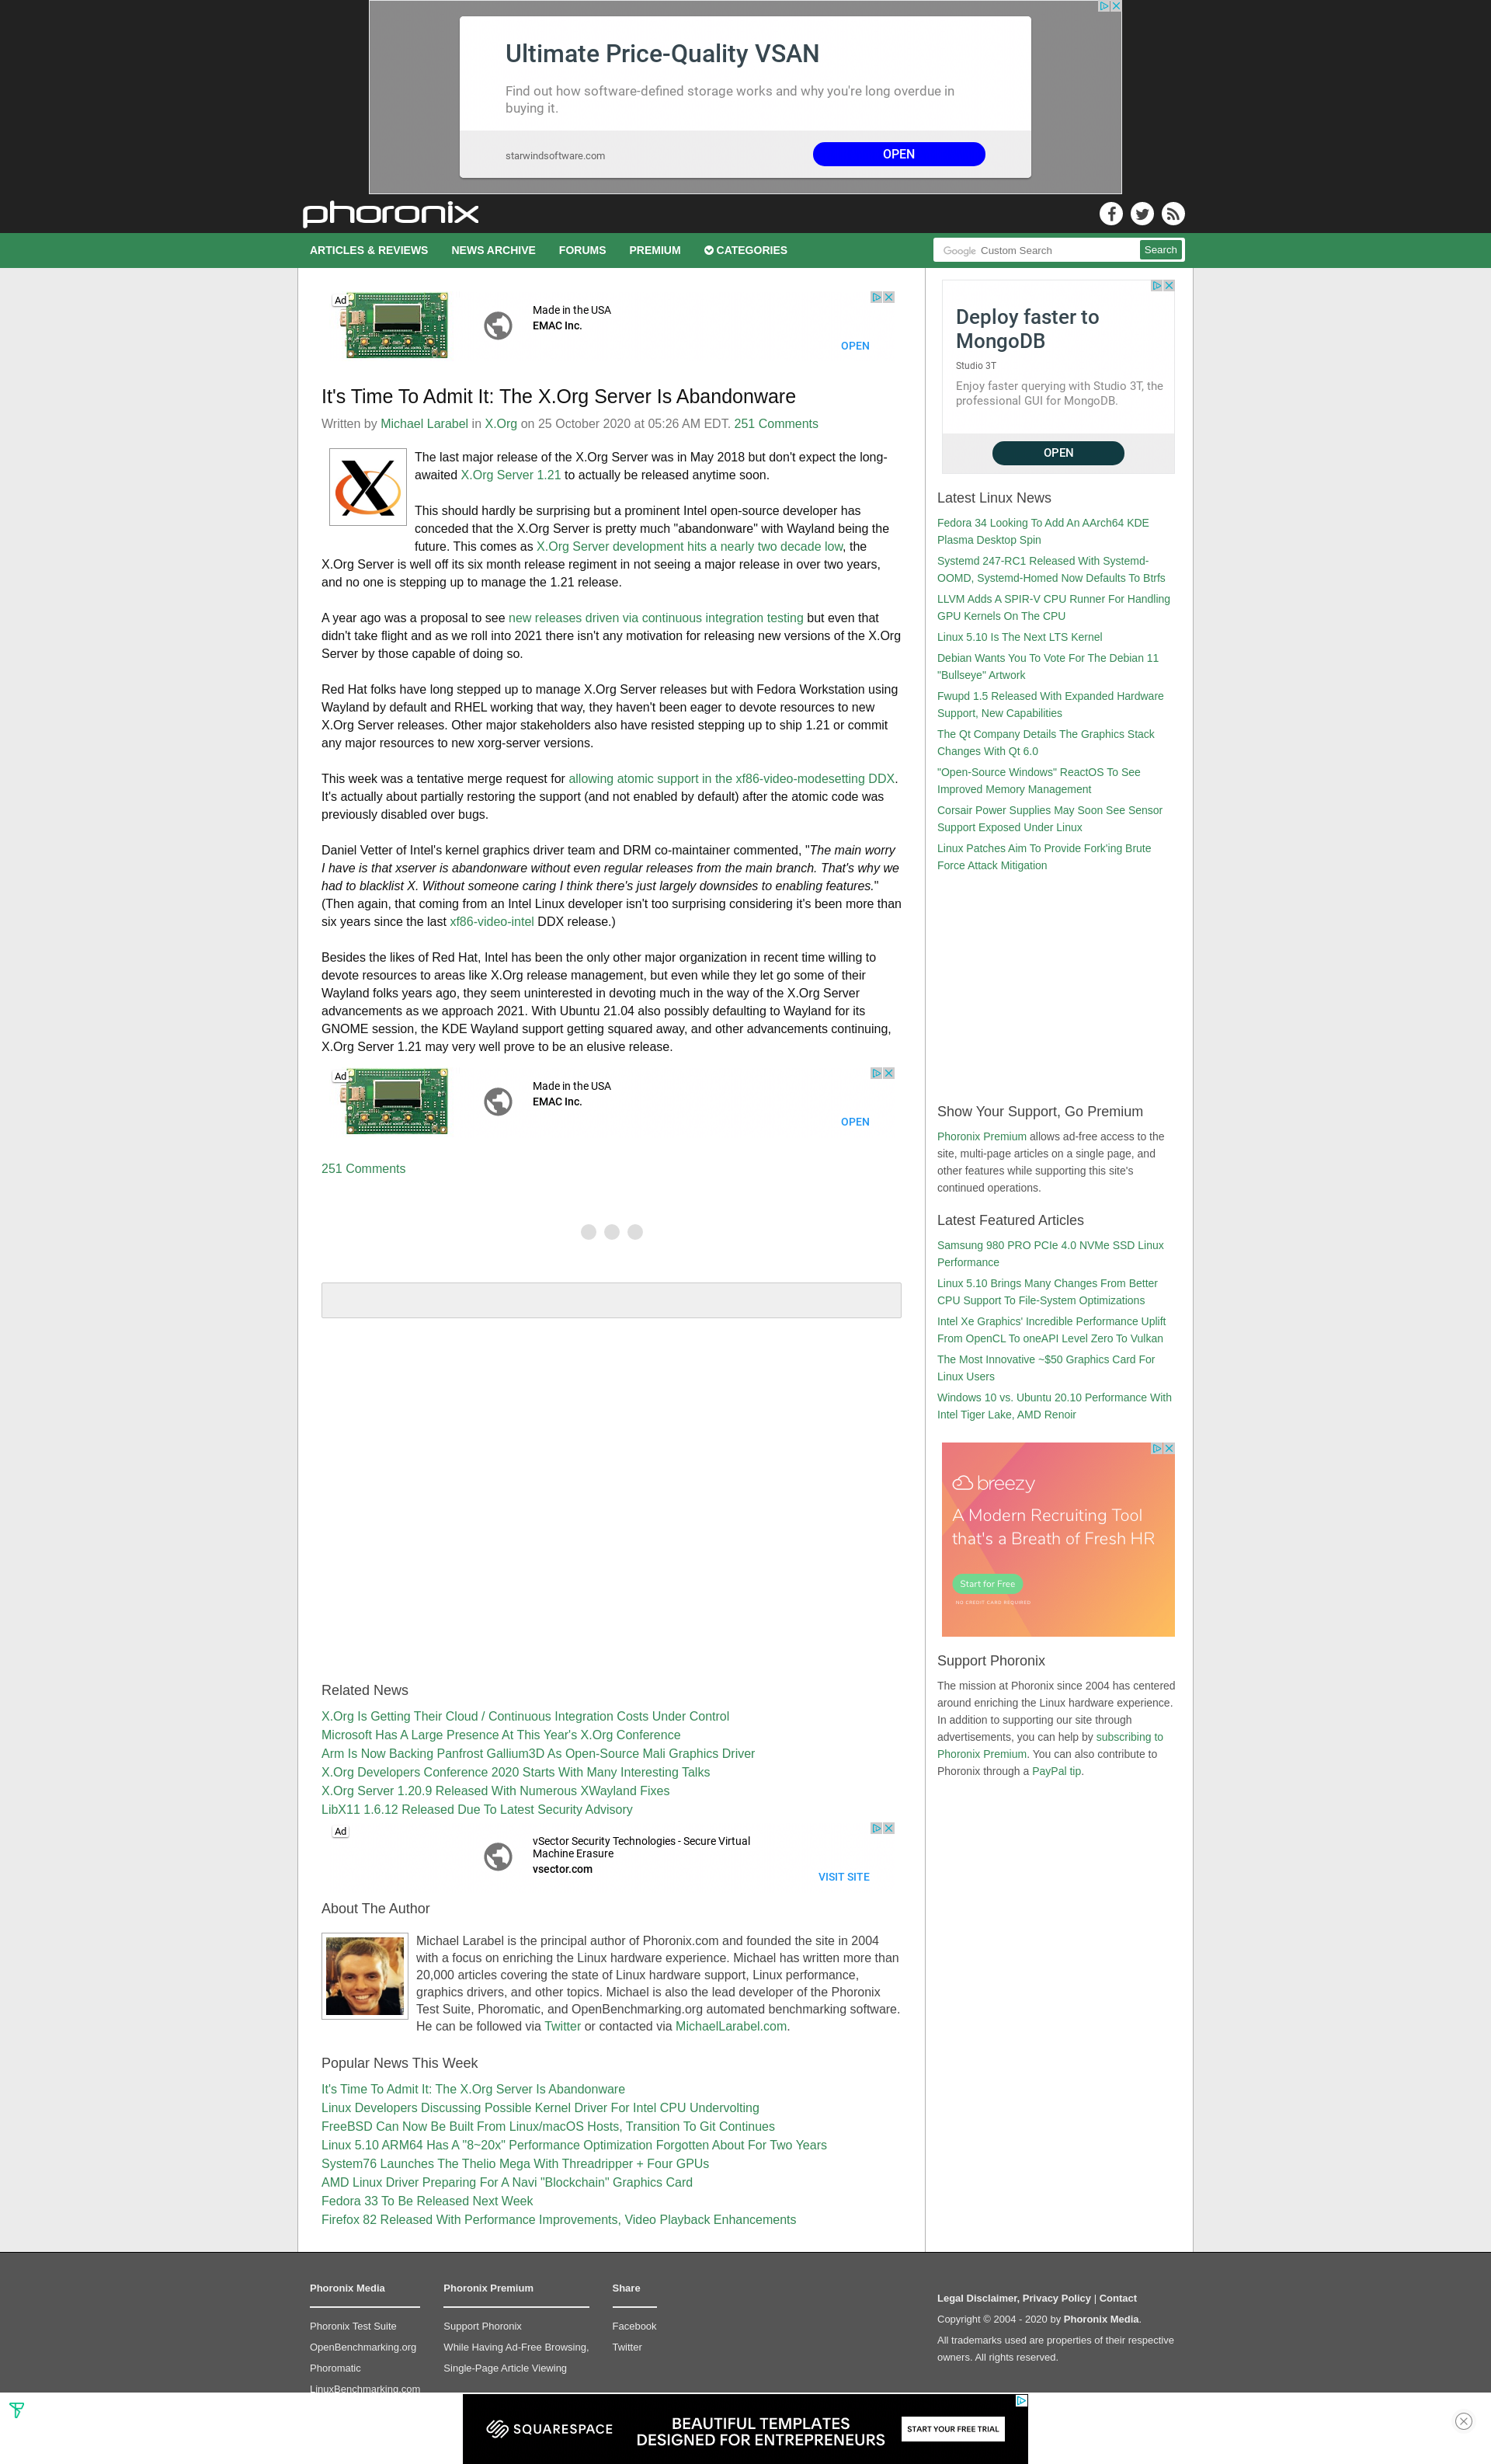 Ultimate Price-Quality VSAN
Find out how software-defined storage works and why you're long overdue in
buying it.
starwindsoftware.com
OPEN
phoronix
ARTICLES & REVIEWS NEWS ARCHIVE FORUMS PREMIUM CATEGORIES
Google Custom Search Search
Ad
Made in the USA
EMAC Inc.
OPEN
It's Time To Admit It: The X.Org Server Is Abandonware
Written by Michael Larabel in X.Org on 25 October 2020 at 05:26 AM EDT. 251 Comments
The last major release of the X.Org Server was in May 2018 but don't expect the long-
awaited X.Org Server 1.21 to actually be released anytime soon.
This should hardly be surprising but a prominent Intel open-source developer has
conceded that the X.Org Server is pretty much "abandonware" with Wayland being the
future. This comes as X.Org Server development hits a nearly two decade low, the
X.Org Server is well off its six month release regiment in not seeing a major release in over two years,
and no one is stepping up to manage the 1.21 release.
A year ago was a proposal to see new releases driven via continuous integration testing but even that
didn't take flight and as we roll into 2021 there isn't any motivation for releasing new versions of the X.Org
Server by those capable of doing so.
Red Hat folks have long stepped up to manage X.Org Server releases but with Fedora Workstation using
Wayland by default and RHEL working that way, they haven't been eager to devote resources to new
X.Org Server releases. Other major stakeholders also have resisted stepping up to ship 1.21 or commit
any major resources to new xorg-server versions.
This week was a tentative merge request for allowing atomic support in the xf86-video-modesetting DDX.
It's actually about partially restoring the support (and not enabled by default) after the atomic code was
previously disabled over bugs.
Daniel Vetter of Intel's kernel graphics driver team and DRM co-maintainer commented, "The main worry
I have is that xserver is abandonware without even regular releases from the main branch. That's why we
had to blacklist X. Without someone caring I think there's just largely downsides to enabling features."
(Then again, that coming from an Intel Linux developer isn't too surprising considering it's been more than
six years since the last xf86-video-intel DDX release.)
Besides the likes of Red Hat, Intel has been the only other major organization in recent time willing to
devote resources to areas like X.Org release management, but even while they let go some of their
Wayland folks years ago, they seem uninterested in devoting much in the way of the X.Org Server
advancements as we approach 2021. With Ubuntu 21.04 also possibly defaulting to Wayland for its
GNOME session, the KDE Wayland support getting squared away, and other advancements continuing,
X.Org Server 1.21 may very well prove to be an elusive release.
Ad
Made in the USA
EMAC Inc.
OPEN
251 Comments
Related News
X.Org Is Getting Their Cloud / Continuous Integration Costs Under Control
Microsoft Has A Large Presence At This Year's X.Org Conference
Arm Is Now Backing Panfrost Gallium3D As Open-Source Mali Graphics Driver
X.Org Developers Conference 2020 Starts With Many Interesting Talks
X.Org Server 1.20.9 Released With Numerous XWayland Fixes
LibX11 1.6.12 Released Due To Latest Security Advisory
Ad
vSector Security Technologies - Secure Virtual
Machine Erasure
vsector.com
VISIT SITE
About The Author
Michael Larabel is the principal author of Phoronix.com and founded the site in 2004
with a focus on enriching the Linux hardware experience. Michael has written more than
20,000 articles covering the state of Linux hardware support, Linux performance,
graphics drivers, and other topics. Michael is also the lead developer of the Phoronix
Test Suite, Phoromatic, and OpenBenchmarking.org automated benchmarking software.
He can be followed via Twitter or contacted via MichaelLarabel.com.
Popular News This Week
It's Time To Admit It: The X.Org Server Is Abandonware
Linux Developers Discussing Possible Kernel Driver For Intel CPU Undervolting
FreeBSD Can Now Be Built From Linux/macOS Hosts, Transition To Git Continues
Linux 5.10 ARM64 Has A "8~20x" Performance Optimization Forgotten About For Two Years
System76 Launches The Thelio Mega With Threadripper + Four GPUs
AMD Linux Driver Preparing For A Navi "Blockchain" Graphics Card
Fedora 33 To Be Released Next Week
Firefox 82 Released With Performance Improvements, Video Playback Enhancements
Deploy faster to
MongoDB
Studio 3T
Enjoy faster querying with Studio 3T, the
professional GUI for MongoDB.
OPEN
Latest Linux News
Fedora 34 Looking To Add An AArch64 KDE
Plasma Desktop Spin
Systemd 247-RC1 Released With Systemd-
OOMD, Systemd-Homed Now Defaults To Btrfs
LLVM Adds A SPIR-V CPU Runner For Handling
GPU Kernels On The CPU
Linux 5.10 Is The Next LTS Kernel
Debian Wants You To Vote For The Debian 11
"Bullseye" Artwork
Fwupd 1.5 Released With Expanded Hardware
Support, New Capabilities
The Qt Company Details The Graphics Stack
Changes With Qt 6.0
"Open-Source Windows" ReactOS To See
Improved Memory Management
Corsair Power Supplies May Soon See Sensor
Support Exposed Under Linux
Linux Patches Aim To Provide Fork'ing Brute
Force Attack Mitigation
Show Your Support, Go Premium
Phoronix Premium allows ad-free access to the
site, multi-page articles on a single page, and
other features while supporting this site's
continued operations.
Latest Featured Articles
Samsung 980 PRO PCIe 4.0 NVMe SSD Linux
Performance
Linux 5.10 Brings Many Changes From Better
CPU Support To File-System Optimizations
Intel Xe Graphics' Incredible Performance Uplift
From OpenCL To oneAPI Level Zero To Vulkan
The Most Innovative ~$50 Graphics Card For
Linux Users
Windows 10 vs. Ubuntu 20.10 Performance With
Intel Tiger Lake, AMD Renoir
breezy
A Modern Recruiting Tool
that's a Breath of Fresh HR
Start for Free
NO CREDIT CARD REQUIRED
Support Phoronix
The mission at Phoronix since 2004 has centered
around enriching the Linux hardware experience.
In addition to supporting our site through
advertisements, you can help by subscribing to
Phoronix Premium. You can also contribute to
Phoronix through a PayPal tip.
Phoronix Media
Phoronix Test Suite
OpenBenchmarking.org
Phoromatic
LinuxBenchmarking.com
Phoronix Premium
Support Phoronix
While Having Ad-Free Browsing,
Single-Page Article Viewing
Share
Facebook
Twitter
Legal Disclaimer, Privacy Policy | Contact
Copyright © 2004 - 2020 by Phoronix Media.
All trademarks used are properties of their respective
owners. All rights reserved.
SQUARESPACE
BEAUTIFUL TEMPLATES
DESIGNED FOR ENTREPRENEURS
START YOUR FREE TRIAL